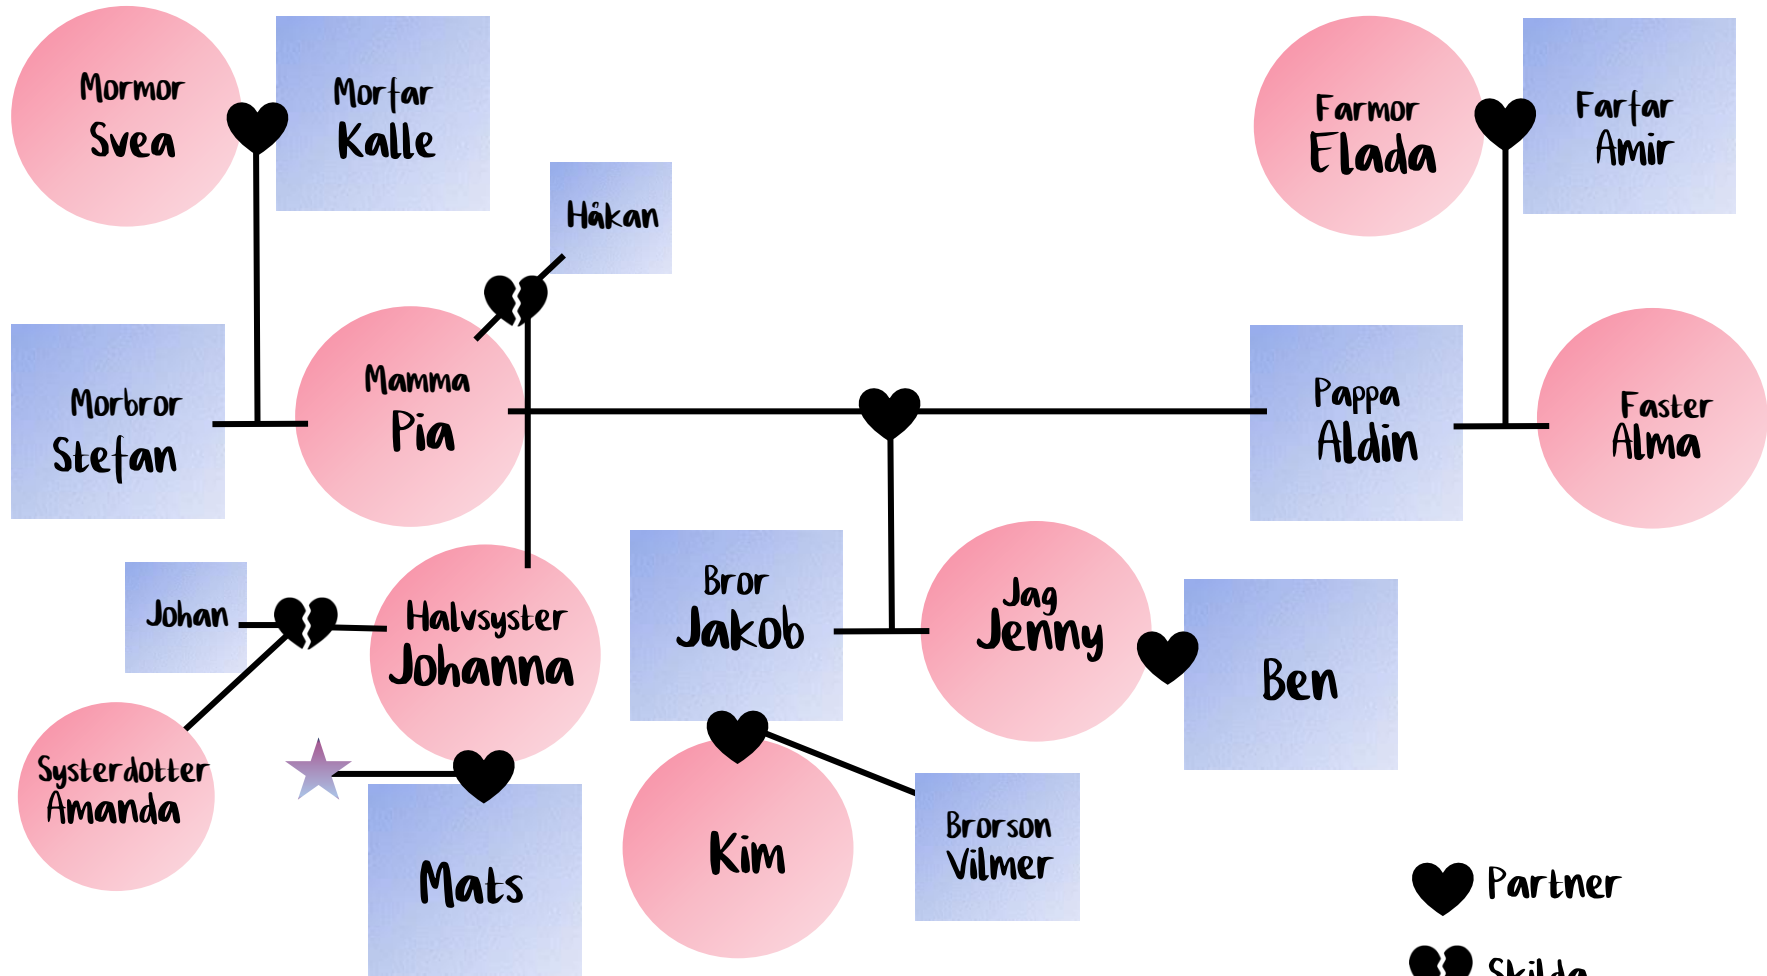 Mormor
Svea
Morfar
Kalle
Farmor
Elada
Farfar
Amir
Håkan
Morbror
Stefan
Mamma
Pia
Pappa
Aldin
Faster
Alma
Johan
Halvsyster
Johanna
Bror
Jakob
Jag
Jenny
Ben
Systerdotter
Amanda
Mats
Kim
Brorson
Vilmer
Partner
Skilda